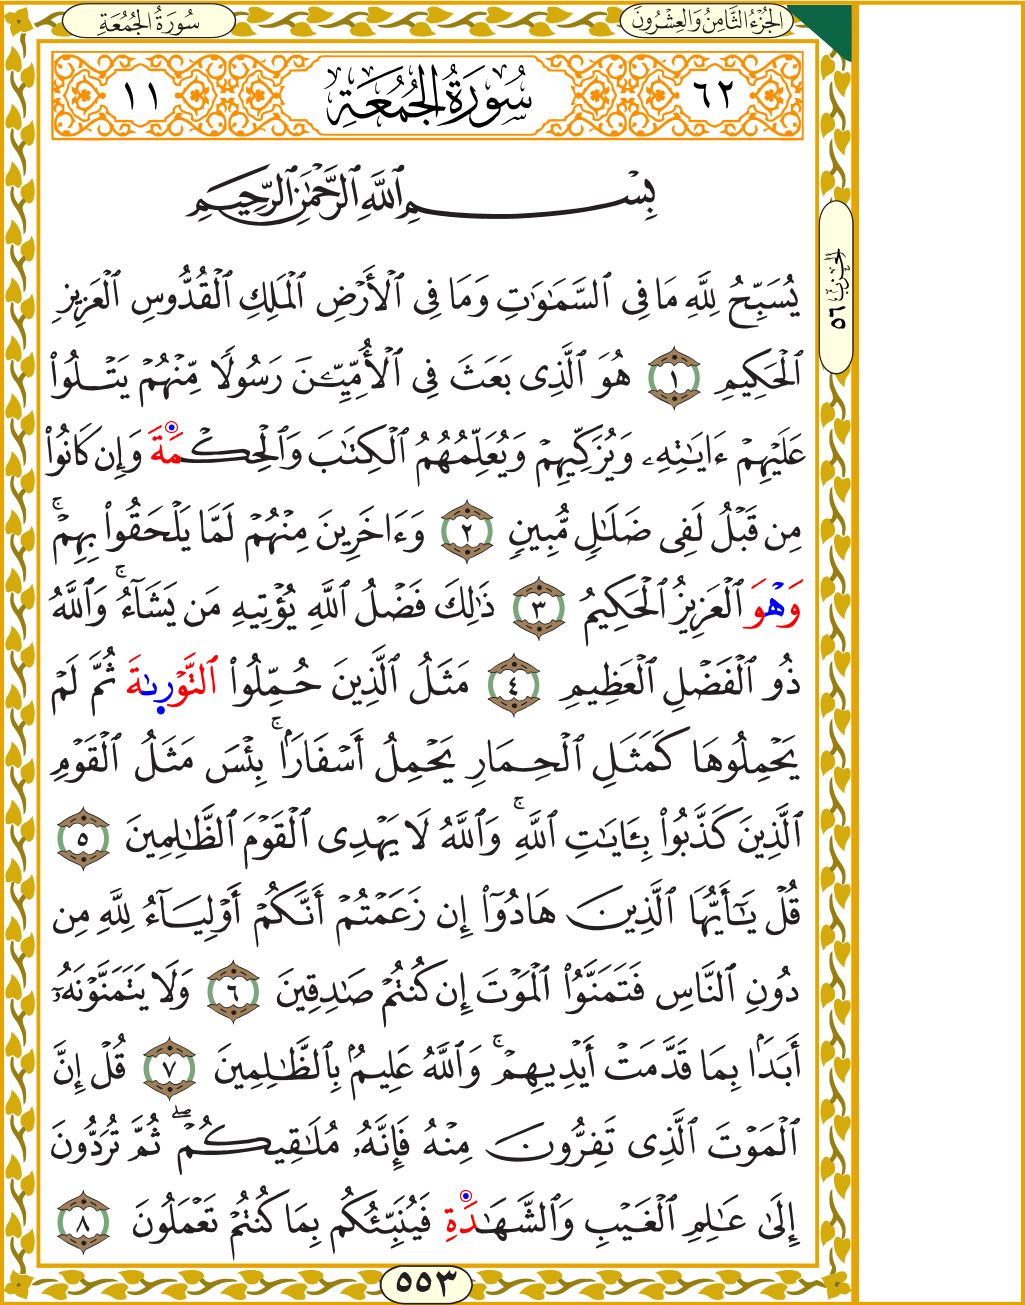 سُورَةُ الجُمُعَةِ
الجُزْءُ الثَّامِنُ وَالعِشْرُونَ
٦٢
سُورَةُ الجُمُعَةِ
١١
بِسْمِ اللَّهِ الرَّحْمَٰنِ الرَّحِيمِ
يُسَبِّحُ لِلَّهِ مَا فِى ٱلسَّمَٰوَٰتِ وَمَا فِى ٱلْأَرْضِ ٱلْمَلِكِ ٱلْقُدُّوسِ ٱلْعَزِيزِ
ٱلْحَكِيمِ ١ هُوَ ٱلَّذِى بَعَثَ فِى ٱلْأُمِّيِّـۧنَ رَسُولًا مِّنْهُمْ يَتْلُوا۟
عَلَيْهِمْ ءَايَٰتِهِۦ وَيُزَكِّيهِمْ وَيُعَلِّمُهُمُ ٱلْكِتَٰبَ وَٱلْحِكْمَةَ وَإِن كَانُوا۟
مِن قَبْلُ لَفِى ضَلَٰلٍ مُّبِينٍ ٢ وَءَاخَرِينَ مِنْهُمْ لَمَّا يَلْحَقُوا۟ بِهِمْ ۚ
وَهْوَ ٱلْعَزِيزُ ٱلْحَكِيمُ ٣ ذَٰلِكَ فَضْلُ ٱللَّهِ يُؤْتِيهِ مَن يَشَآءُ ۚ وَٱللَّهُ
ذُو ٱلْفَضْلِ ٱلْعَظِيمِ ٤ مَثَلُ ٱلَّذِينَ حُمِّلُوا۟ ٱلتَّوْرِىٰةَ ثُمَّ لَمْ
يَحْمِلُوهَا كَمَثَلِ ٱلْحِمَارِ يَحْمِلُ أَسْفَارًۢا ۚ بِئْسَ مَثَلُ ٱلْقَوْمِ
ٱلَّذِينَ كَذَّبُوا۟ بِـَٔايَٰتِ ٱللَّهِ ۚ وَٱللَّهُ لَا يَهْدِى ٱلْقَوْمَ ٱلظَّٰلِمِينَ ٥
قُلْ يَٰٓأَيُّهَا ٱلَّذِينَ هَادُوٓا۟ إِن زَعَمْتُمْ أَنَّكُمْ أَوْلِيَآءُ لِلَّهِ مِن
دُونِ ٱلنَّاسِ فَتَمَنَّوُا۟ ٱلْمَوْتَ إِن كُنتُمْ صَٰدِقِينَ ٦ وَلَا يَتَمَنَّوْنَهُۥٓ
أَبَدًۢا بِمَا قَدَّمَتْ أَيْدِيهِمْ ۚ وَٱللَّهُ عَلِيمٌۢ بِٱلظَّٰلِمِينَ ٧ قُلْ إِنَّ
ٱلْمَوْتَ ٱلَّذِى تَفِرُّونَ مِنْهُ فَإِنَّهُۥ مُلَٰقِيكُمْ ۖ ثُمَّ تُرَدُّونَ
إِلَىٰ عَٰلِمِ ٱلْغَيْبِ وَٱلشَّهَٰدَةِ فَيُنَبِّئُكُم بِمَا كُنتُمْ تَعْمَلُونَ ٨
الحِزْبُ ٥٦
٥٥٣